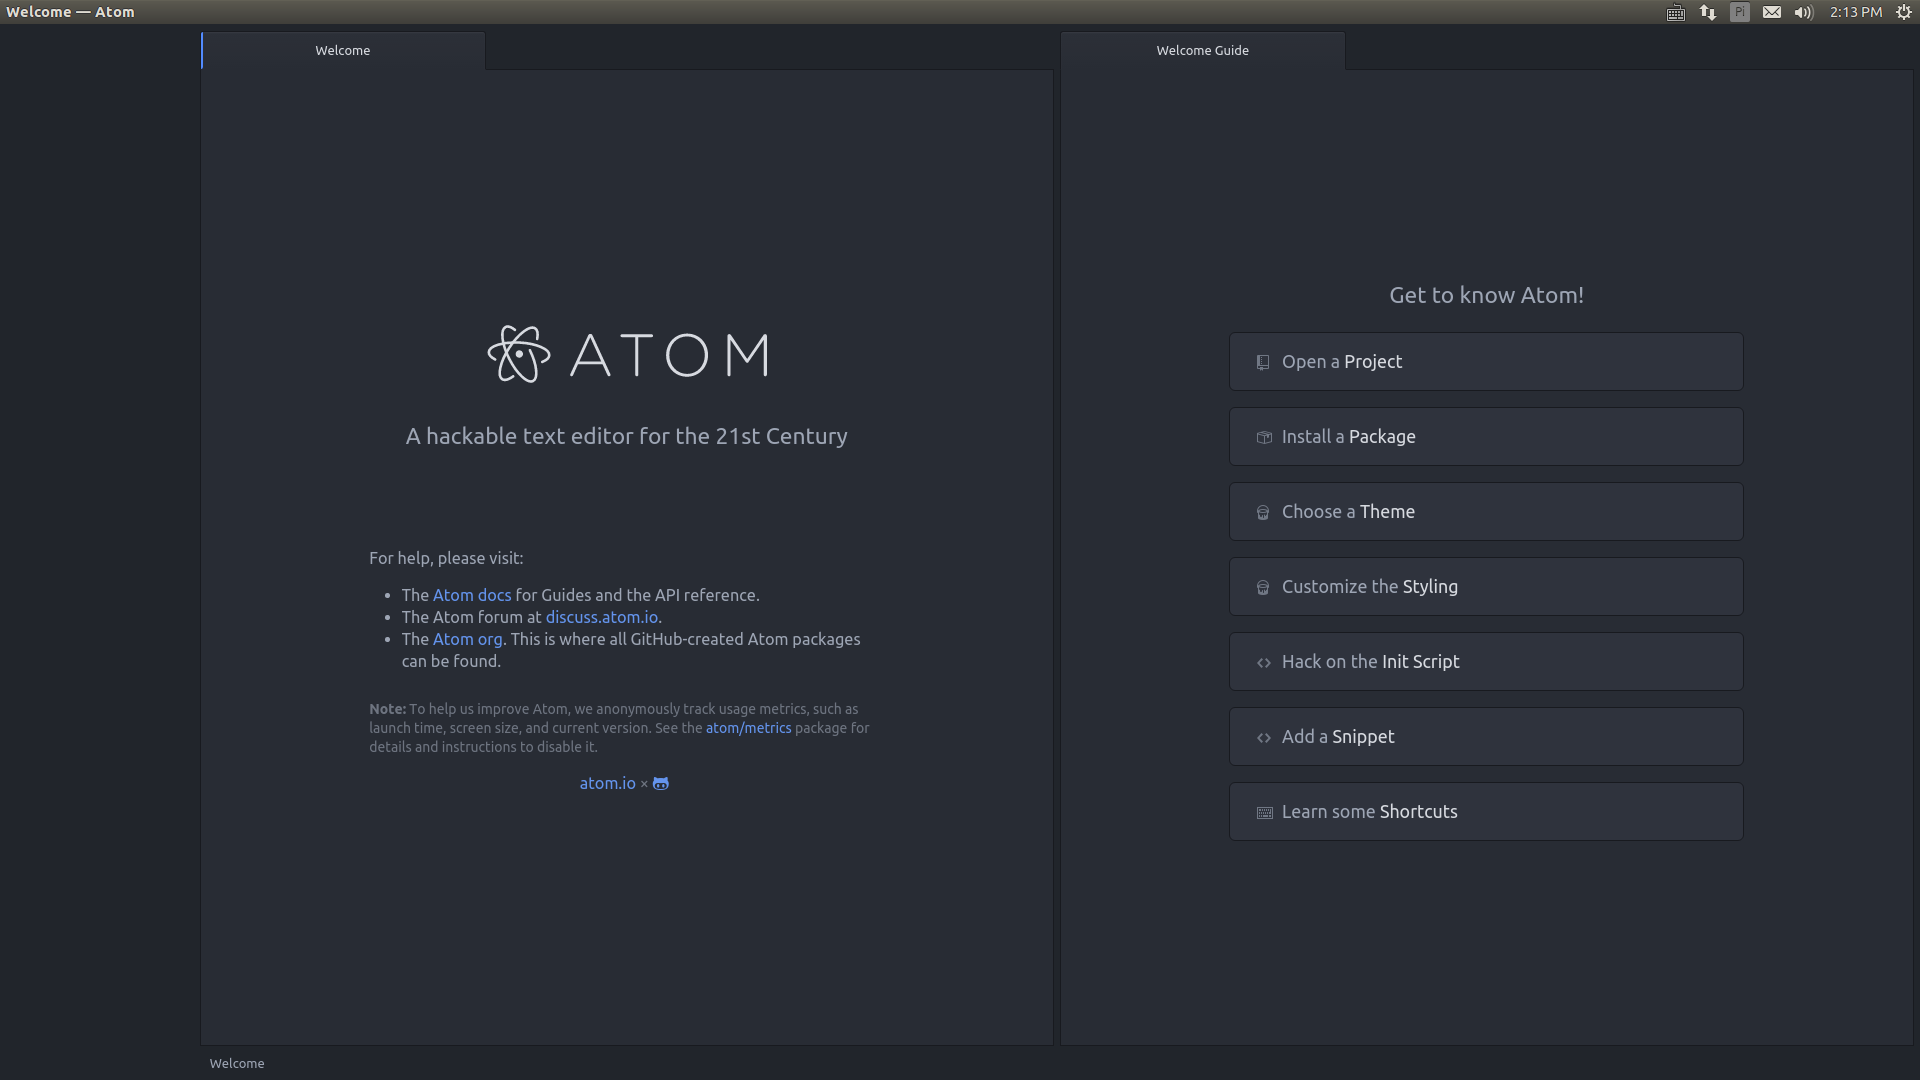 Welcome — Atom
Pi
2:13 PM
Welcome
Welcome Guide
ATOM
A hackable text editor for the 21st Century
For help, please visit:
• The Atom docs for Guides and the API reference.
• The Atom forum at discuss.atom.io.
• The Atom org. This is where all GitHub-created Atom packages
can be found.
Note: To help us improve Atom, we anonymously track usage metrics, such as
launch time, screen size, and current version. See the atom/metrics package for
details and instructions to disable it.
atom.io ×
Get to know Atom!
Open a Project
Install a Package
Choose a Theme
Customize the Styling
Hack on the Init Script
Add a Snippet
Learn some Shortcuts
Welcome